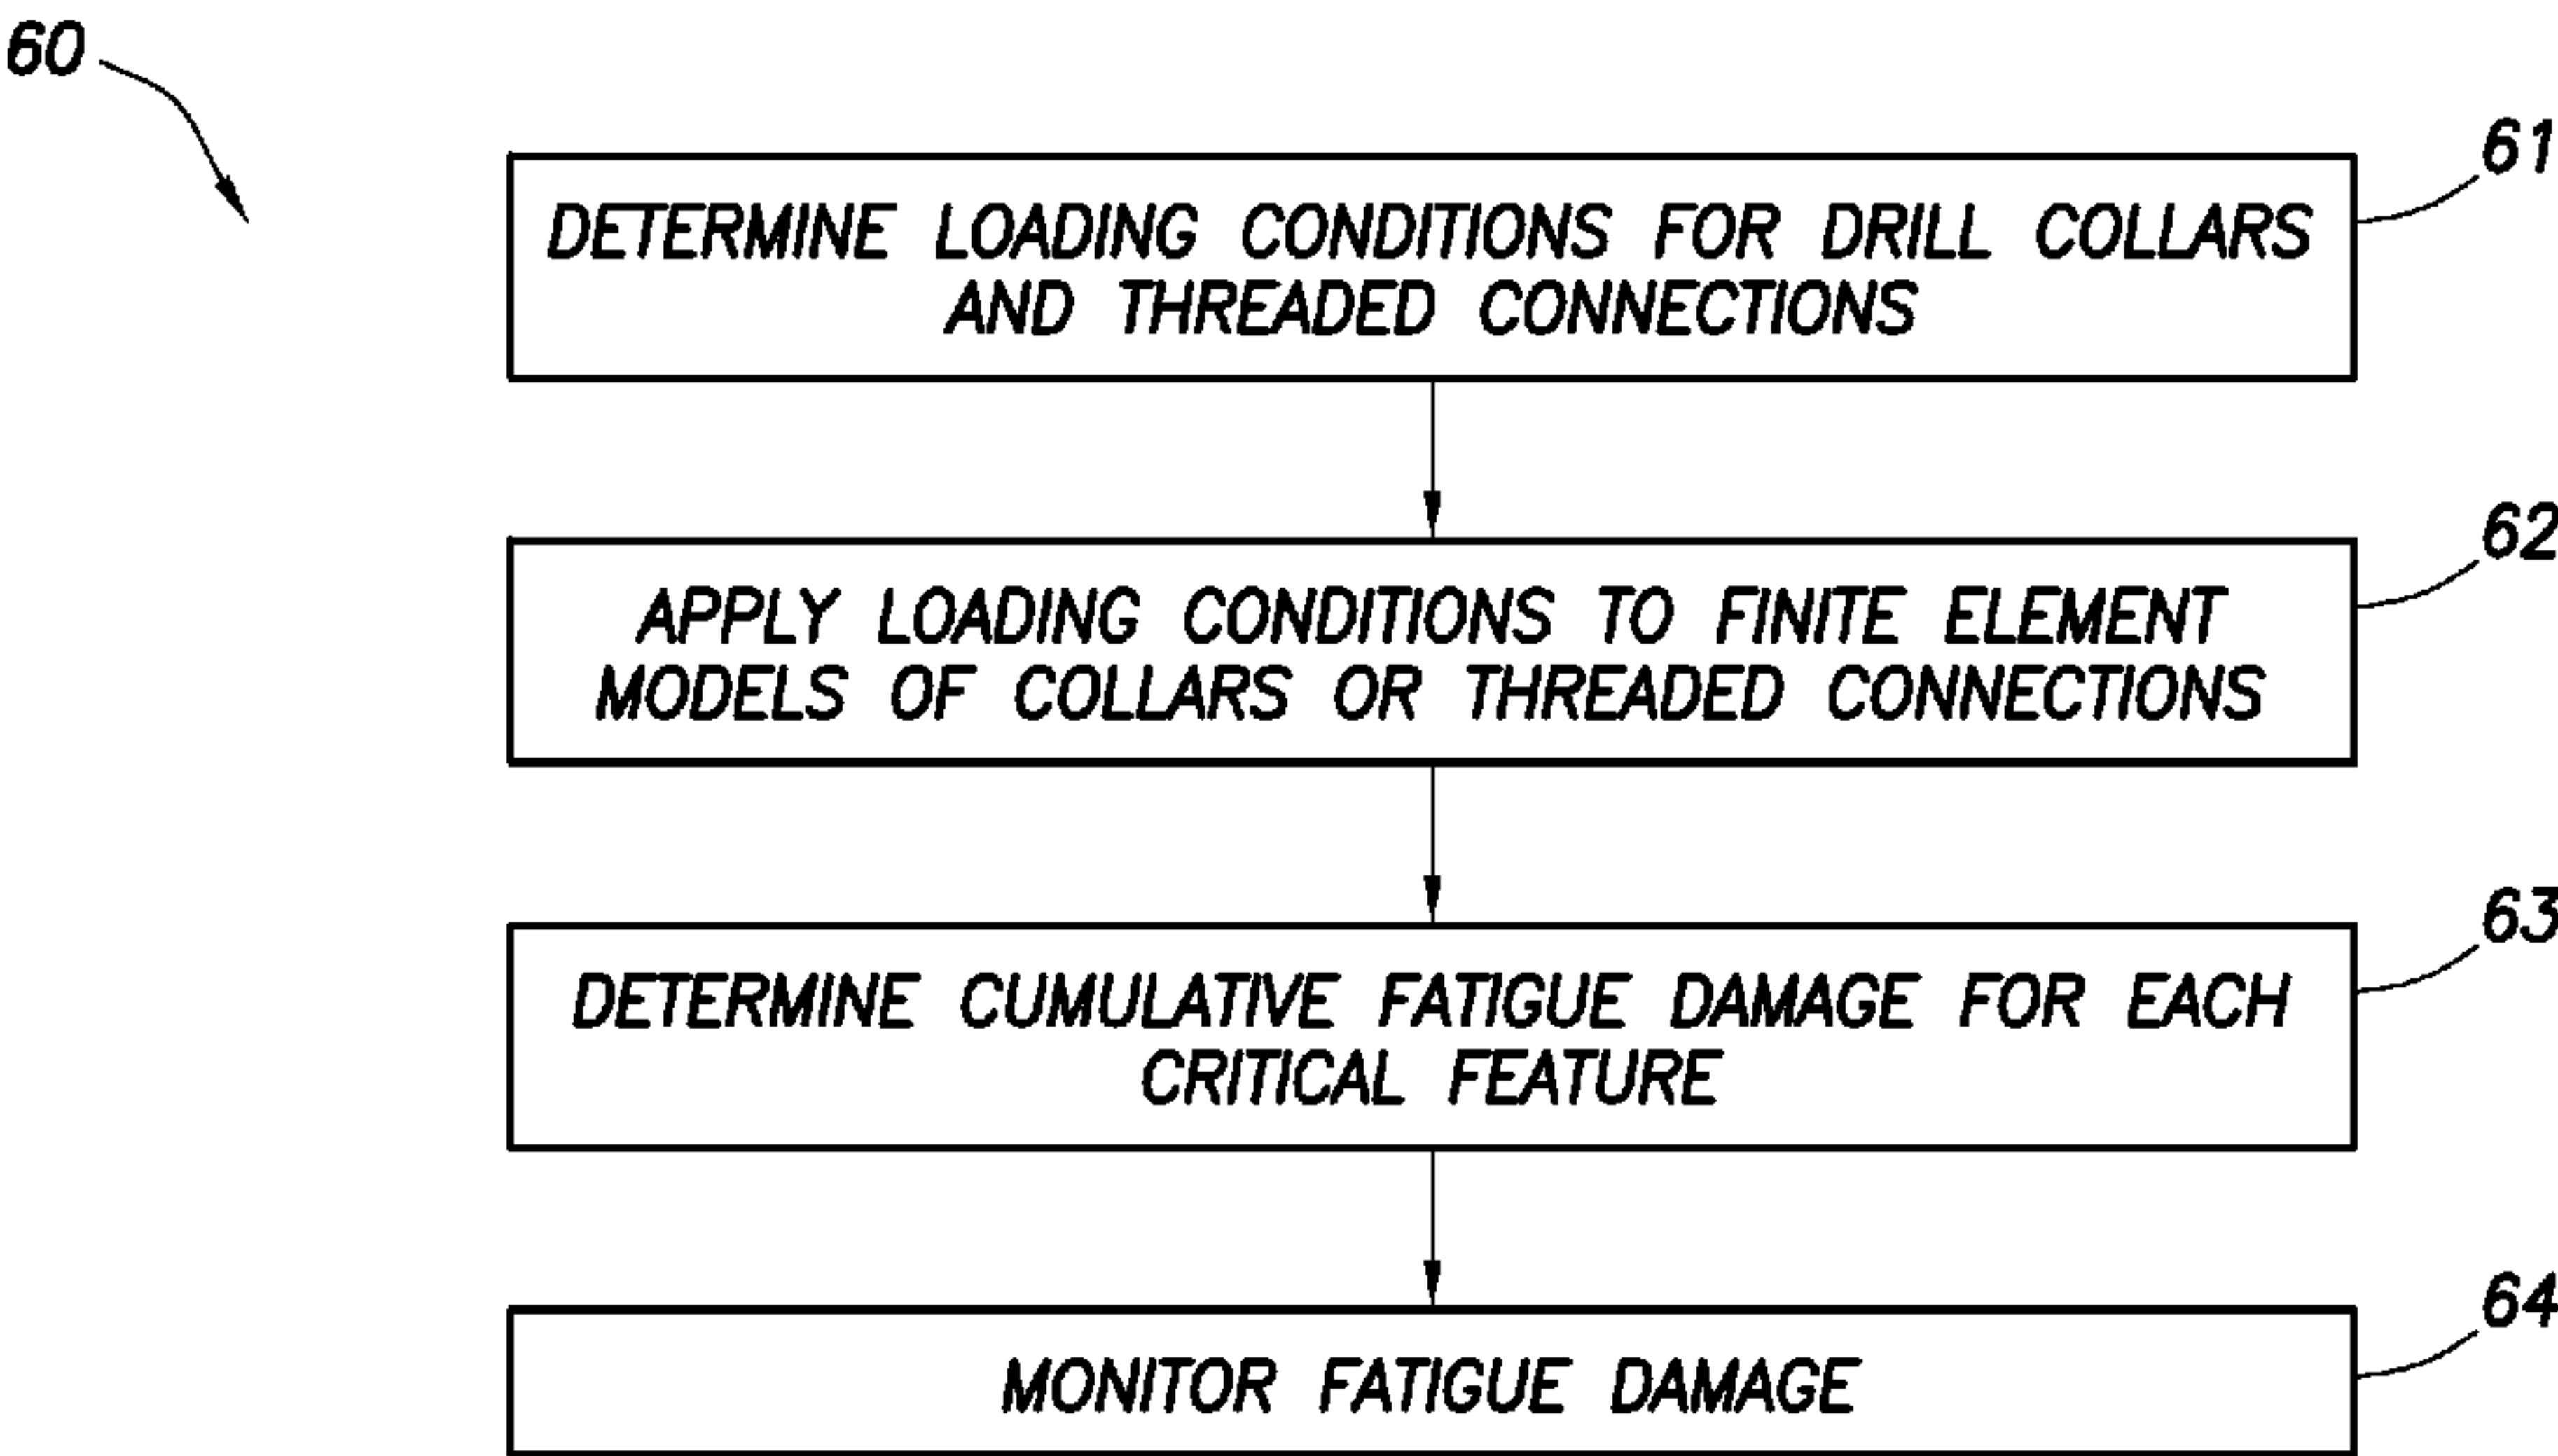 60
61
DETERMINE LOADING CONDITIONS FOR DRILL COLLARS
AND THREADED CONNECTIONS
62
APPLY LOADING CONDITIONS TO FINITE ELEMENT
MODELS OF COLLARS OR THREADED CONNECTIONS
63
DETERMINE CUMULATIVE FATIGUE DAMAGE FOR EACH
CRITICAL FEATURE
64
MONITOR FATIGUE DAMAGE